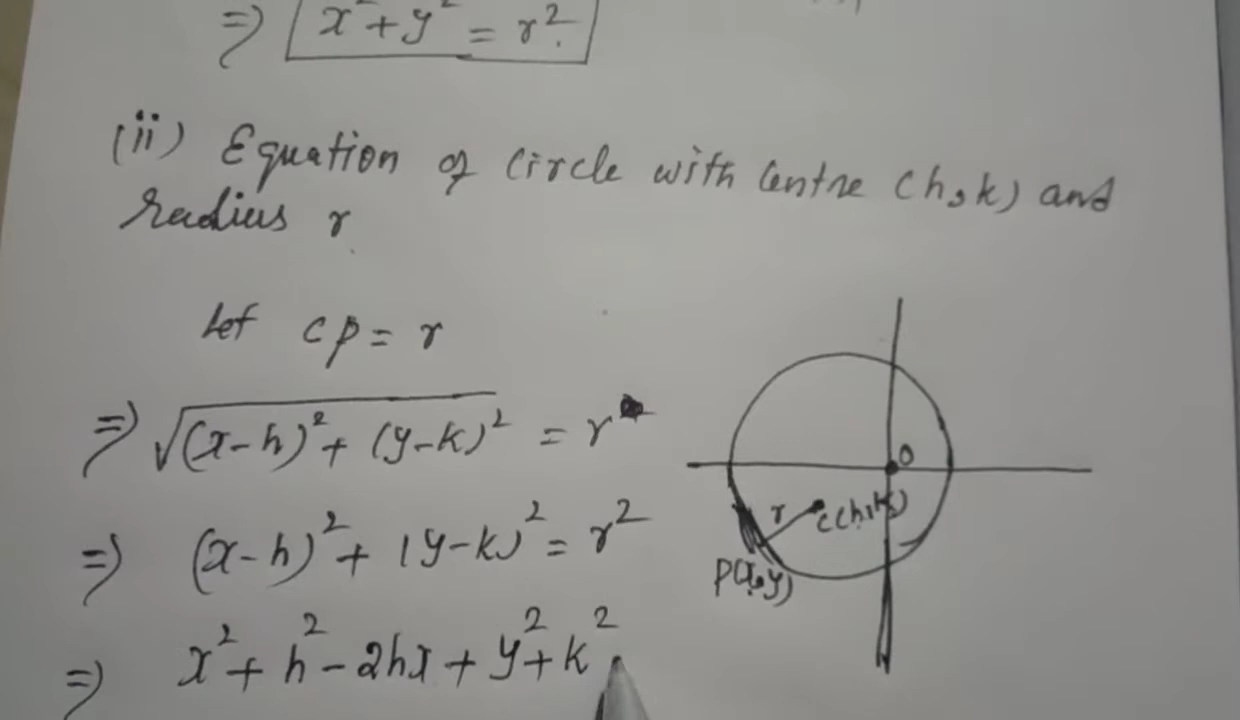 ⇒ x²+y² = r².
(ii) Equation of Circle with Centre (h,k) and
radius r
Let CP = r
⇒ √(x-h)²+(y-k)² = r
⇒ (x-h)²+(y-k)² = r²
⇒ x²+h²-2hx+y²+k²
O
r
C(h,k)
P(x,y)